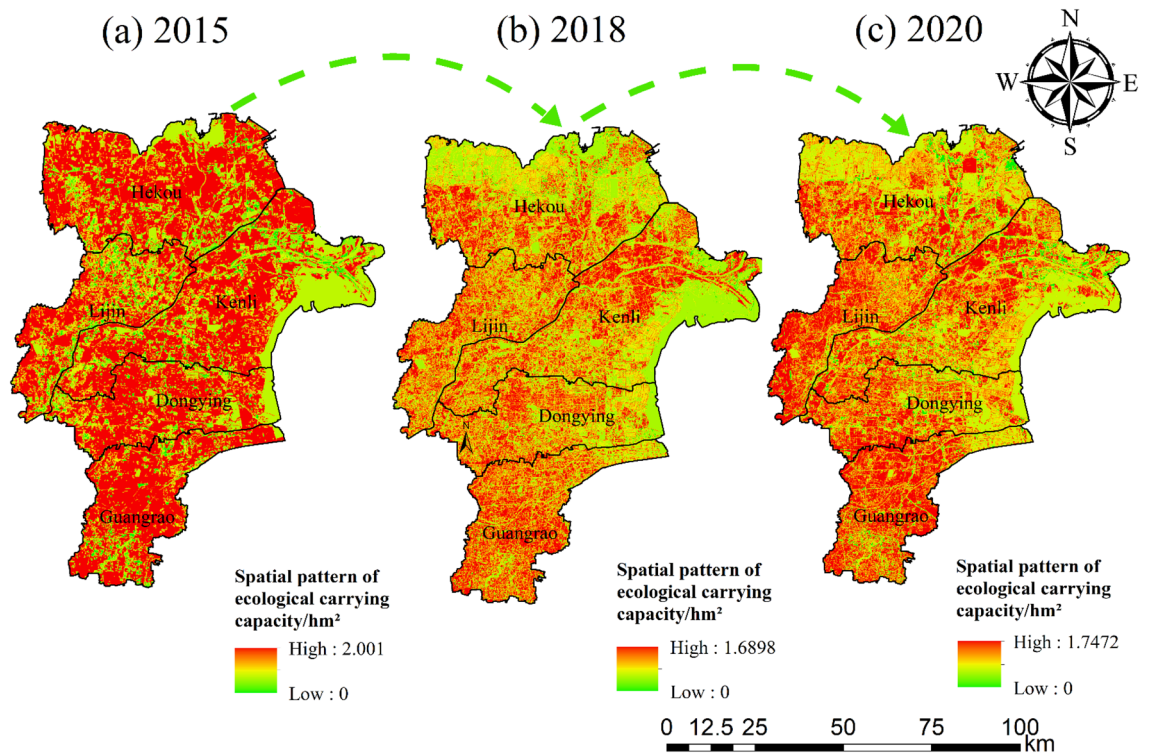 (a) 2015
(b) 2018
(c) 2020
N
W
E
S
Hekou
Lijin
Kenli
Dongying
Guangrao
Hekou
Lijin
Kenli
Dongying
N
Guangrao
Hekou
Lijin
Kenli
Dongying
Guangrao
Spatial pattern of
ecological carrying
capacity/hm²
High : 2.001
Low : 0
Spatial pattern of
ecological carrying
capacity/hm²
High : 1.6898
Low : 0
Spatial pattern of
ecological carrying
capacity/hm²
High : 1.7472
Low : 0
0 12.5 25 50 75 100
km